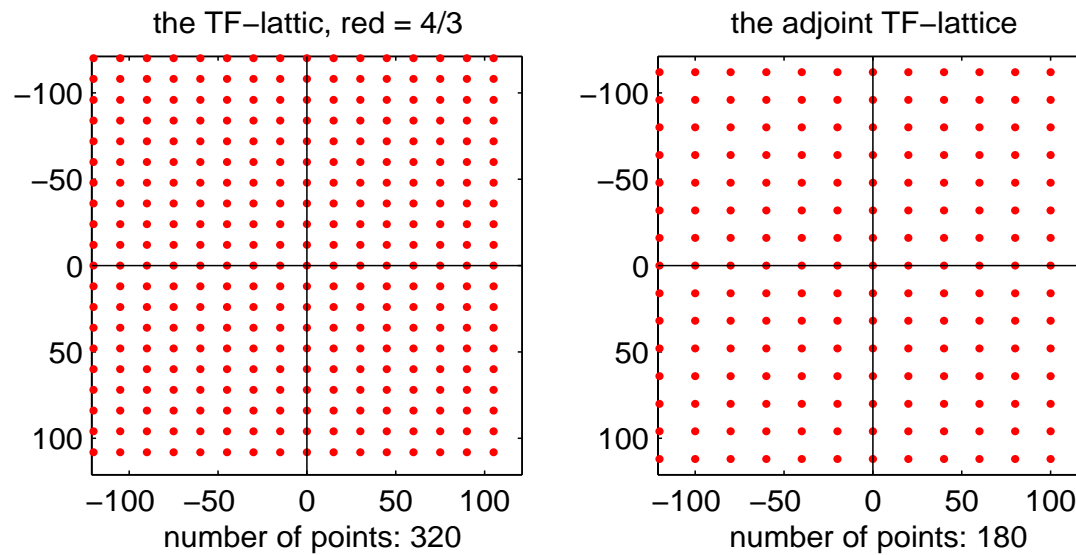 the TF−lattic, red = 4/3
−100
−50
0
50
100
−100 −50 0 50 100
number of points: 320
the adjoint TF−lattice
−100
−50
0
50
100
−100 −50 0 50 100
number of points: 180